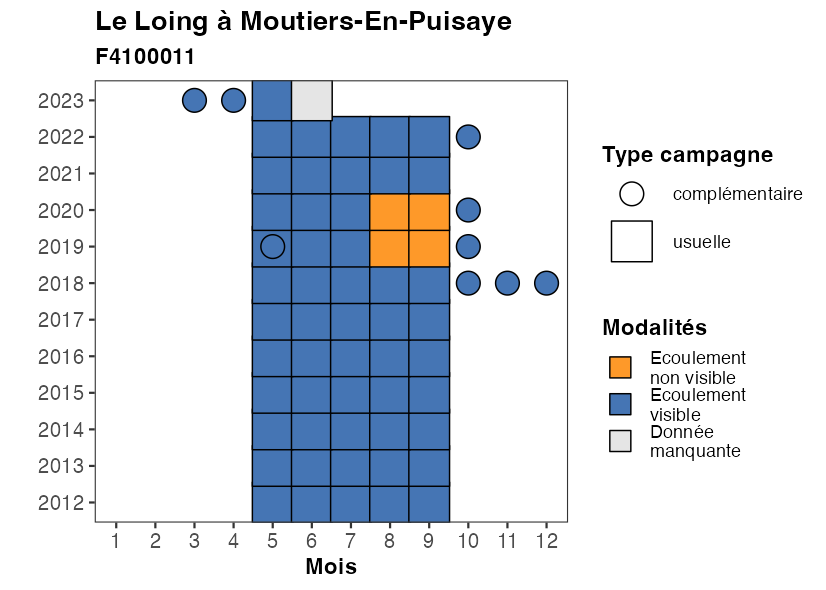 Le Loing à Moutiers-En-Puisaye
F4100011
2023
2022
2021
2020
2019
2018
2017
2016
2015
2014
2013
2012
1 2 3 4 5 6 7 8 9 10 11 12
Mois
Type campagne
complémentaire
usuelle
Modalités
Ecoulement
non visible
Ecoulement
visible
Donnée
manquante